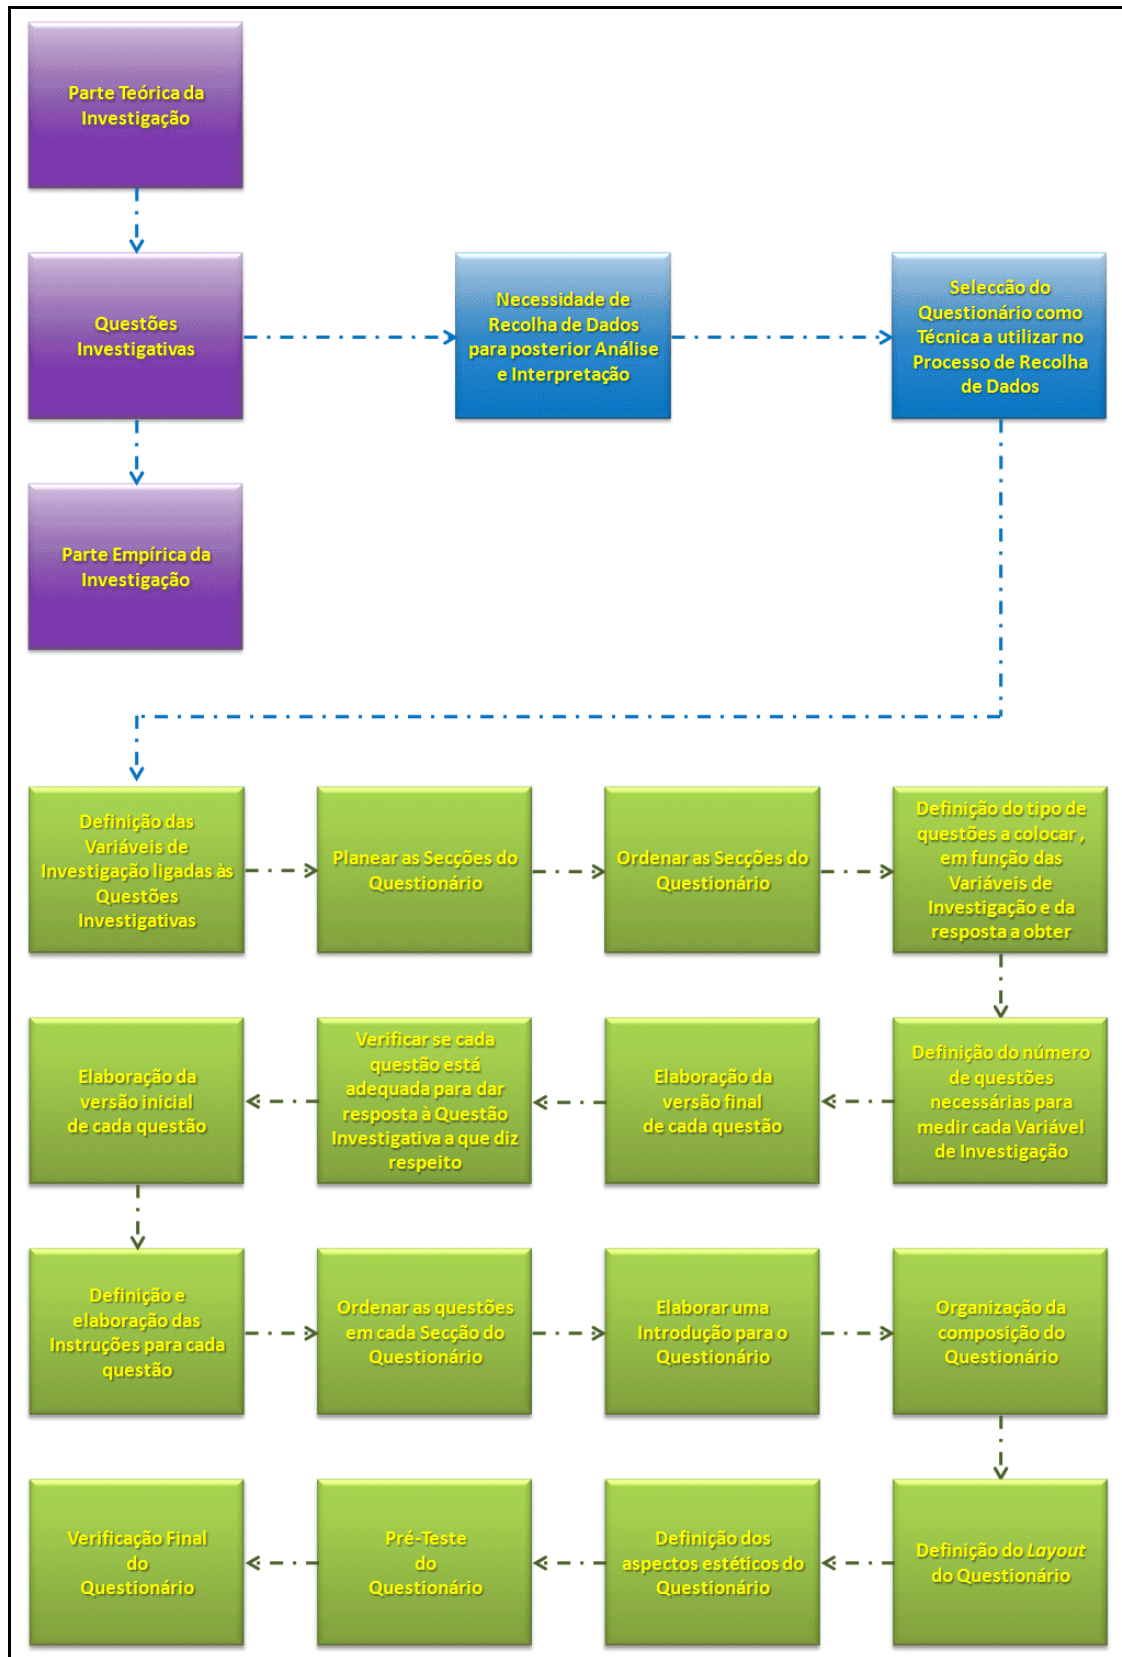 Parte Teórica da
Investigação
Questões
Investigativas
Necessidade de
Recolha de Dados
para posterior Análise
e Interpretação
Selecção do
Questionário como
Técnica a utilizar no
Processo de Recolha
de Dados
Parte Empírica da
Investigação
Definição das
Variáveis de
Investigação ligadas às
Questões
Investigativas
Planear as Secções do
Questionário
Ordenar as Secções do
Questionário
Definição do tipo de
questões a colocar ,
em função das
Variáveis de
Investigação e da
resposta a obter
Elaboração da
versão inicial
de cada questão
Verificar se cada
questão está
adequada para dar
resposta à Questão
Investigativa a que diz
respeito
Elaboração da
versão final
de cada questão
Definição do número
de questões
necessárias para
medir cada Variável
de Investigação
Definição e
elaboração das
Instruções para cada
questão
Ordenar as questões
em cada Secção do
Questionário
Elaborar uma
Introdução para o
Questionário
Organização da
composição do
Questionário
Verificação Final
do
Questionário
Pré-Teste
do
Questionário
Definição dos
aspectos estéticos do
Questionário
Definição do Layout
do Questionário